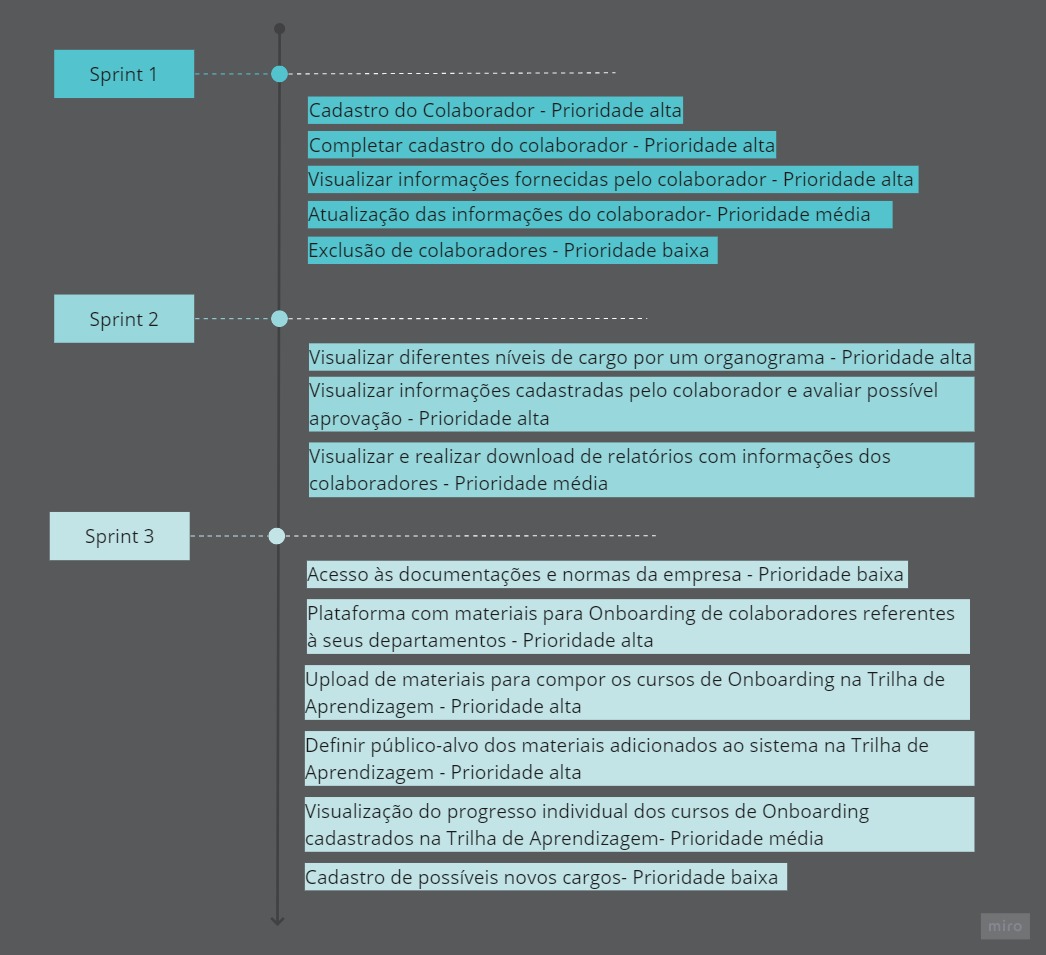 Sprint 1
Cadastro do Colaborador - Prioridade alta
Completar cadastro do colaborador - Prioridade alta
Visualizar informações fornecidas pelo colaborador - Prioridade alta
Atualização das informações do colaborador- Prioridade média
Exclusão de colaboradores - Prioridade baixa
Sprint 2
Visualizar diferentes níveis de cargo por um organograma - Prioridade alta
Visualizar informações cadastradas pelo colaborador e avaliar possível
aprovação - Prioridade alta
Visualizar e realizar download de relatórios com informações dos
colaboradores - Prioridade média
Sprint 3
Acesso às documentações e normas da empresa - Prioridade baixa
Plataforma com materiais para Onboarding de colaboradores referentes
à seus departamentos - Prioridade alta
Upload de materiais para compor os cursos de Onboarding na Trilha de
Aprendizagem - Prioridade alta
Definir público-alvo dos materiais adicionados ao sistema na Trilha de
Aprendizagem - Prioridade alta
Visualização do progresso individual dos cursos de Onboarding
cadastrados na Trilha de Aprendizagem- Prioridade média
Cadastro de possíveis novos cargos- Prioridade baixa
miro